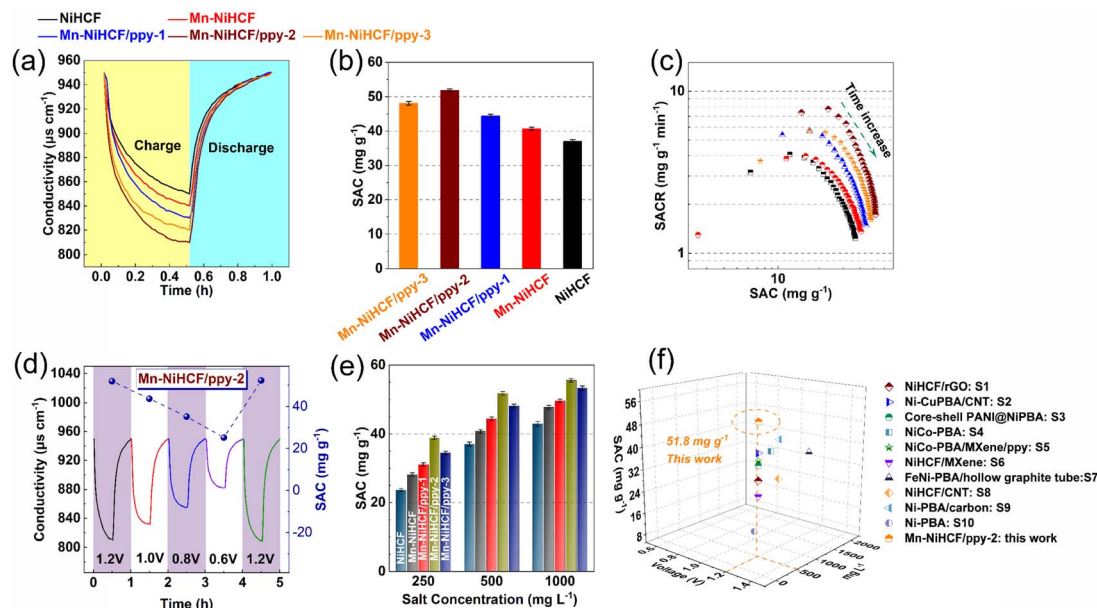 NiHCF Mn-NiHCF
Mn-NiHCF/ppy-1 Mn-NiHCF/ppy-2 Mn-NiHCF/ppy-3
(a)
960
940
920
900
880
860
840
820
800
Conductivity (µs cm⁻¹)
Charge
Discharge
0.0 0.2 0.4 0.6 0.8 1.0
Time (h)
(b)
60
50
40
30
20
10
0
SAC (mg g⁻¹)
Mn-NiHCF/ppy-3
Mn-NiHCF/ppy-2
Mn-NiHCF/ppy-1
Mn-NiHCF
NiHCF
(c)
10
1
SACR (mg g⁻¹ min⁻¹)
Time increase
10
SAC (mg g⁻¹)
(d)
Mn-NiHCF/ppy-2
1040
1000
960
920
880
840
800
Conductivity (µs cm⁻¹)
40
20
0
-20
SAC (mg g⁻¹)
1.2V 1.0V 0.8V 0.6V 1.2V
0 1 2 3 4 5
Time (h)
(e)
60
40
20
0
SAC (mg g⁻¹)
NiHCF
Mn-NiHCF
Mn-NiHCF/ppy-1
Mn-NiHCF/ppy-2
Mn-NiHCF/ppy-3
250 500 1000
Salt Concentration (mg L⁻¹)
(f)
56
48
40
32
24
16
8
SAC (mg g⁻¹)
51.8 mg g⁻¹
This work
0.6
0.8
1.0
1.2
1.4
Voltage (v)
0
500
1000
1500
2000
mg L⁻¹
NiHCF/rGO: S1
Ni-CuPBA/CNT: S2
Core-shell PANI@NiPBA: S3
NiCo-PBA: S4
NiCo-PBA/MXene/ppy: S5
NiHCF/MXene: S6
FeNi-PBA/hollow graphite tube:S7
NiHCF/CNT: S8
Ni-PBA/carbon: S9
Ni-PBA: S10
Mn-NiHCF/ppy-2: this work